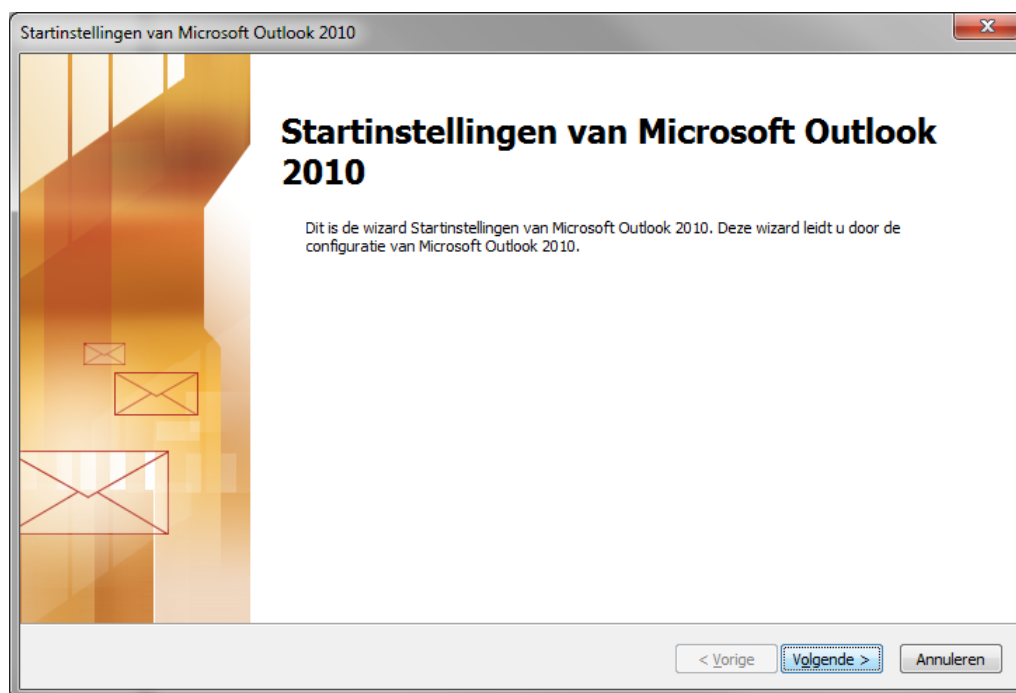 Startinstellingen van Microsoft Outlook 2010
Startinstellingen van Microsoft Outlook
2010
Dit is de wizard Startinstellingen van Microsoft Outlook 2010. Deze wizard leidt u door de
configuratie van Microsoft Outlook 2010.
< Vorige
Volgende >
Annuleren